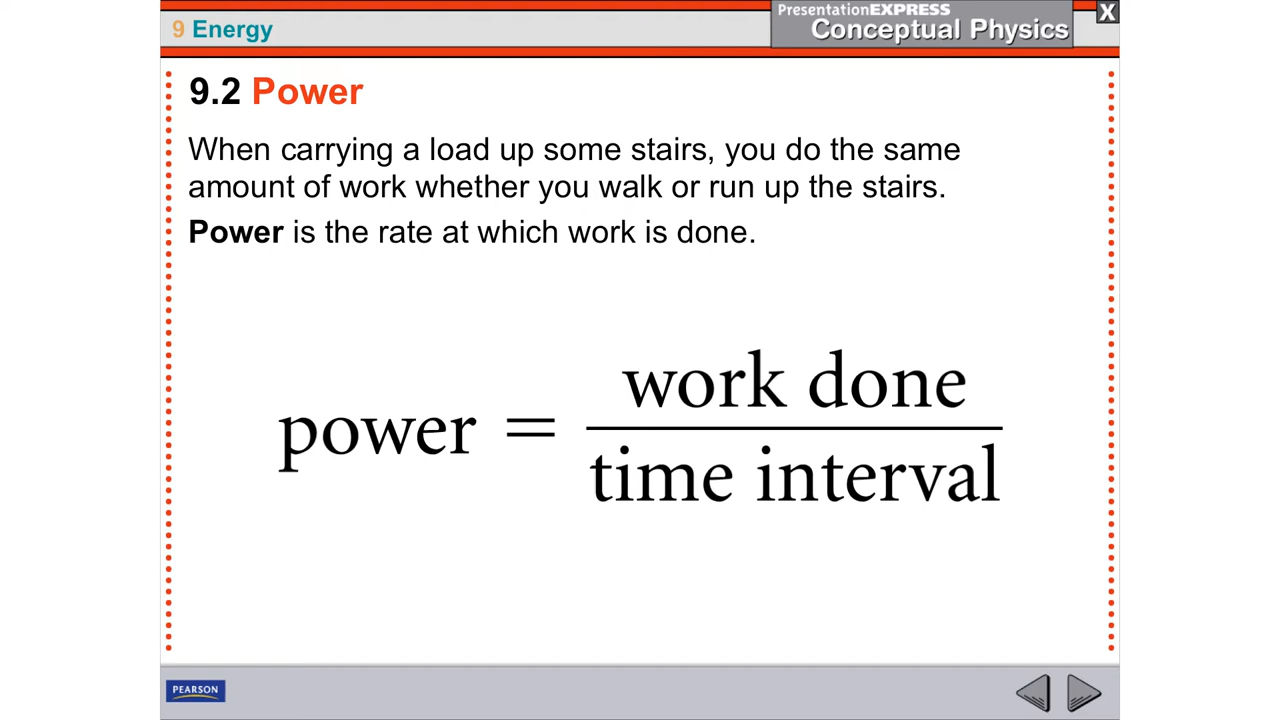 9 Energy
PresentationEXPRESS
Conceptual Physics
X
9.2 Power
When carrying a load up some stairs, you do the same
amount of work whether you walk or run up the stairs.
Power is the rate at which work is done.
power = work done
time interval
PEARSON